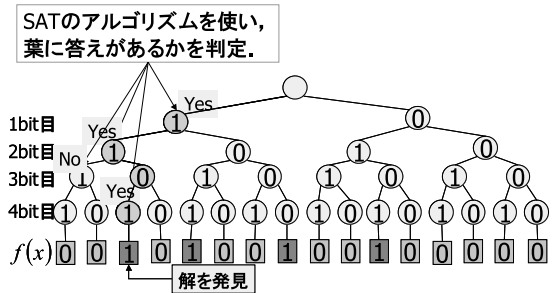 SATのアルゴリズムを使い,
葉に答えがあるかを判定.
Yes
1bit目 1 0
Yes
2bit目 1 0 1 0
No
3bit目 1 0 1 0 1 0 1 0
Yes
4bit目 1 0 1 0 1 0 1 0 1 0 1 0 1 0 1 0
f(x) 0 0 1 0 1 0 0 1 0 0 1 0 0 0 0
解を発見